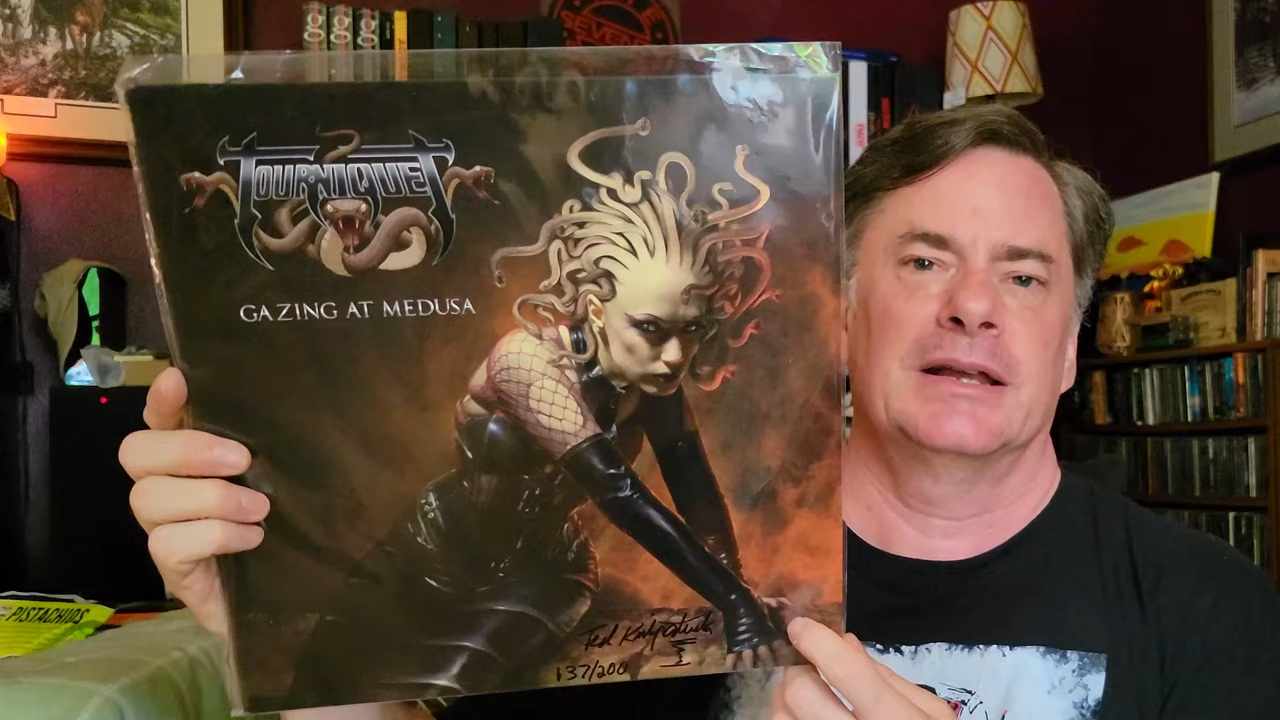 TOURNIQUET
GAZING AT MEDUSA
Ted Kirkpatrick
137/200
PISTACHIOS